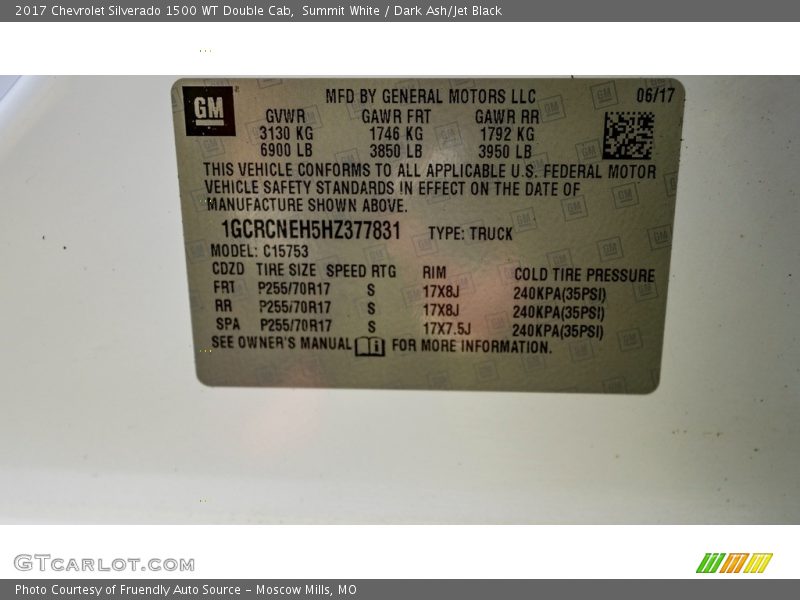 2017 Chevrolet Silverado 1500 WT Double Cab,  Summit White / Dark Ash/Jet Black
GM
MFD BY GENERAL MOTORS LLC 06/17
GVWR GAWR FRT GAWR RR
3130 KG 1746 KG 1792 KG
6900 LB 3850 LB 3950 LB
THIS VEHICLE CONFORMS TO ALL APPLICABLE U.S. FEDERAL MOTOR
VEHICLE SAFETY STANDARDS IN EFFECT ON THE DATE OF
MANUFACTURE SHOWN ABOVE.
1GCRCNEH5HZ377831 TYPE: TRUCK
MODEL: C15753
CDZD TIRE SIZE SPEED RTG RIM COLD TIRE PRESSURE
FRT P255/70R17 S 17X8J 240KPA(35PSI)
RR P255/70R17 S 17X8J 240KPA(35PSI)
SPA P255/70R17 S 17X7.5J 240KPA(35PSI)
SEE OWNER'S MANUAL i FOR MORE INFORMATION.
GTCARLOT.COM
Photo Courtesy of Fruendly Auto Source – Moscow Mills, MO